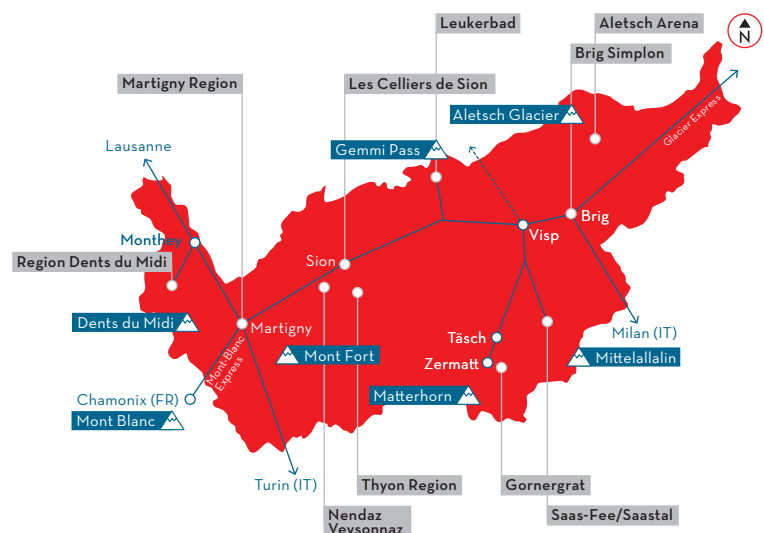 Leukerbad
Aletsch Arena
N
Brig Simplon
Martigny Region
Les Celliers de Sion
Glacier Express
Aletsch Glacier
Lausanne
Gemmi Pass
Brig
Visp
Monthey
Region Dents du Midi
Sion
Dents du Midi
Martigny
Milan (IT)
Täsch
Mont-Blanc
Express
Mont Fort
Mittelallalin
Zermatt
Chamonix (FR)
Matterhorn
Mont Blanc
Turin (IT)
Thyon Region
Gornergrat
Nendaz
Veysonnaz
Saas-Fee/Saastal